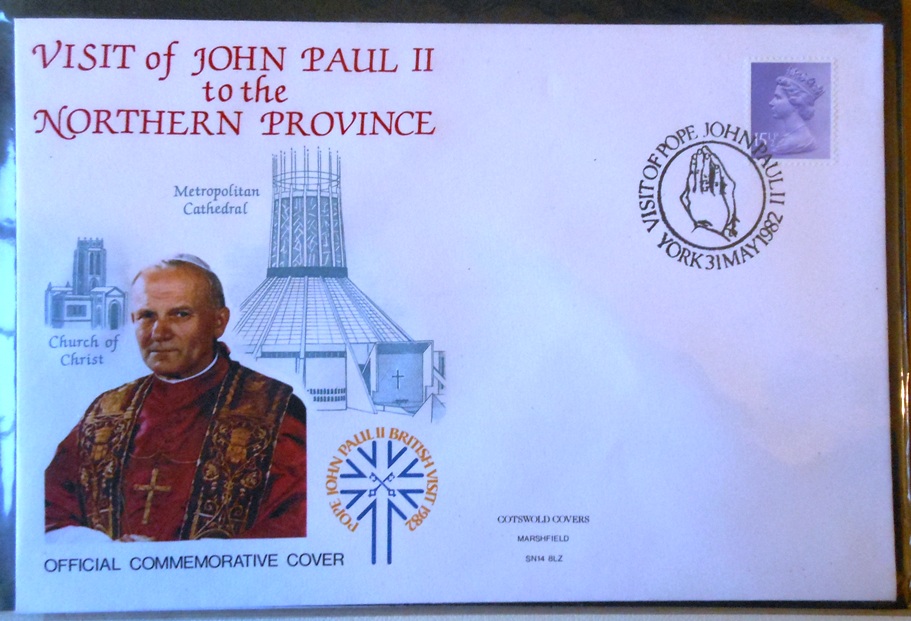 VISIT of JOHN PAUL II
to the
NORTHERN PROVINCE
Metropolitan
Cathedral
Church of
Christ
VISIT OF POPE JOHN PAUL II
YORK 31 MAY 1982
POPE JOHN PAUL II BRITISH VISIT 1982
OFFICIAL COMMEMORATIVE COVER
COTSWOLD COVERS
MARSHFIELD
SN14 8LZ